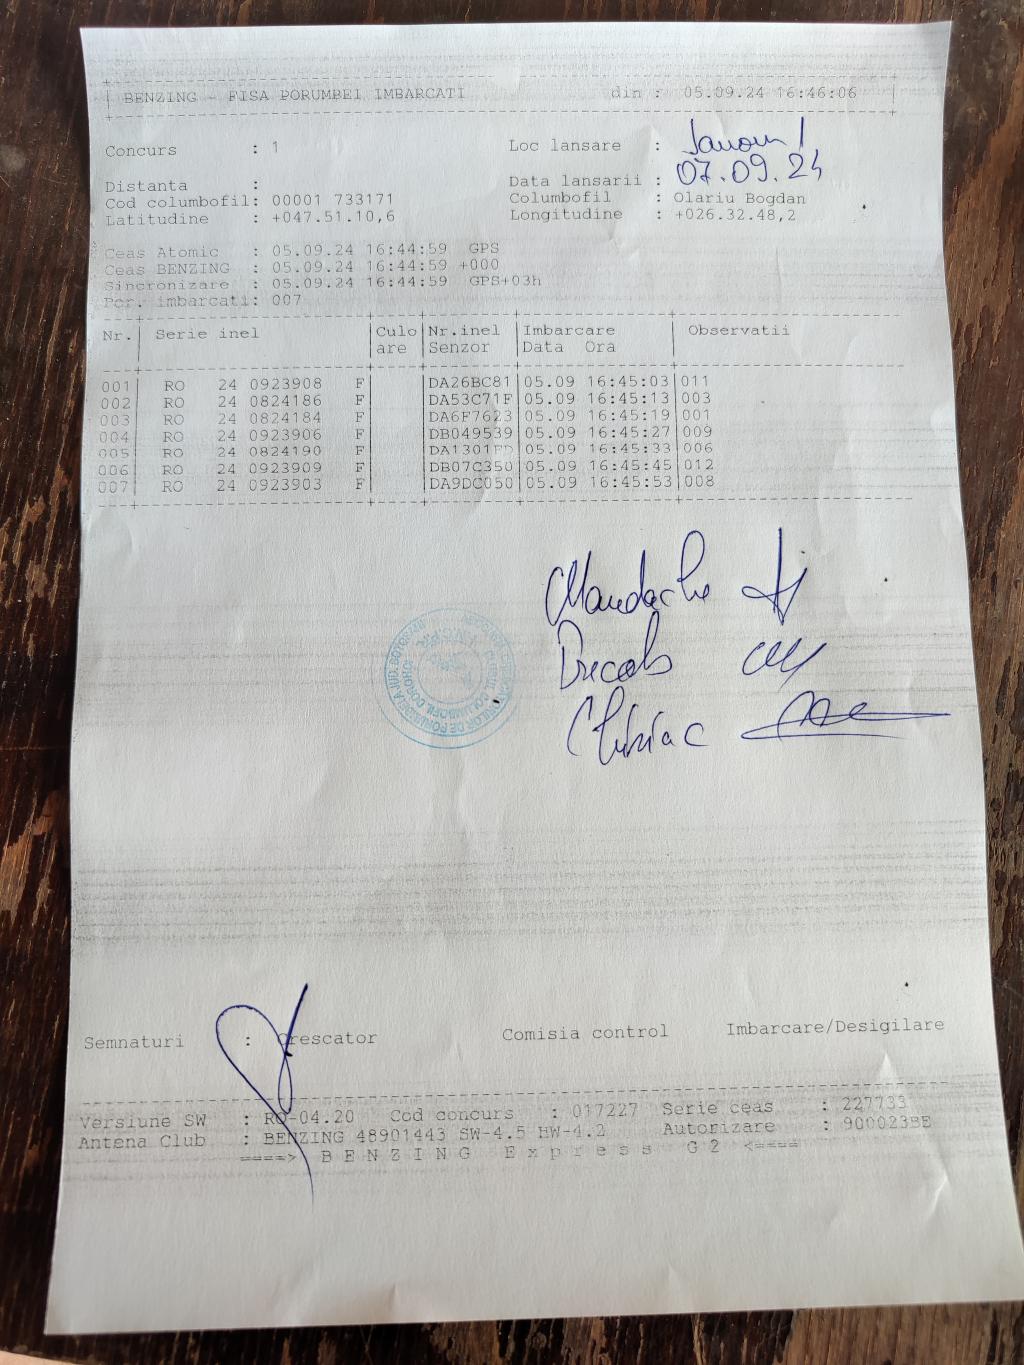 BENZING - FISA PORUMBEI IMBARCATI din : 05.09.24 16:46:06
Concurs : 1 Loc lansare :
Distanta : Data lansarii : 07.09.24
Cod columbofil: 00001 733171 Columbofil : Olariu Bogdan
Latitudine : +047.51.10,6 Longitudine : +026.32.48,2
Ceas Atomic : 05.09.24 16:44:59 GPS
Ceas BENZING : 05.09.24 16:44:59 +000
Sincronizare : 05.09.24 16:44:59 GPS+03h
Por. imbarcati: 007
Nr. Serie inel Culo Nr.inel Imbarcare Observatii
are Senzor Data Ora
001 RO 24 0923908 F DA26BC81 05.09 16:45:03 011
002 RO 24 0824186 F DA53C71F 05.09 16:45:13 003
003 RO 24 0824184 F DA6F7623 05.09 16:45:19 001
004 RO 24 0923906 F DB049539 05.09 16:45:27 009
005 RO 24 0824190 F 05.09 16:45:33 006
006 RO 24 0923909 F DB07C350 05.09 16:45:45 012
007 RO 24 0923903 F DA9DC050 05.09 16:45:53 008
Mandache
Chiriac
Semnaturi : Crescator Comisia control Imbarcare/Desigilare
Versiune SW : RO-04.20 Cod concurs : 017227 Serie ceas : 227733
Antena Club : BENZING 48901443 SW-4.5 HW-4.2 Autorizare : 900023BE
====> B E N Z I N G E x p r e s s G 2 <====